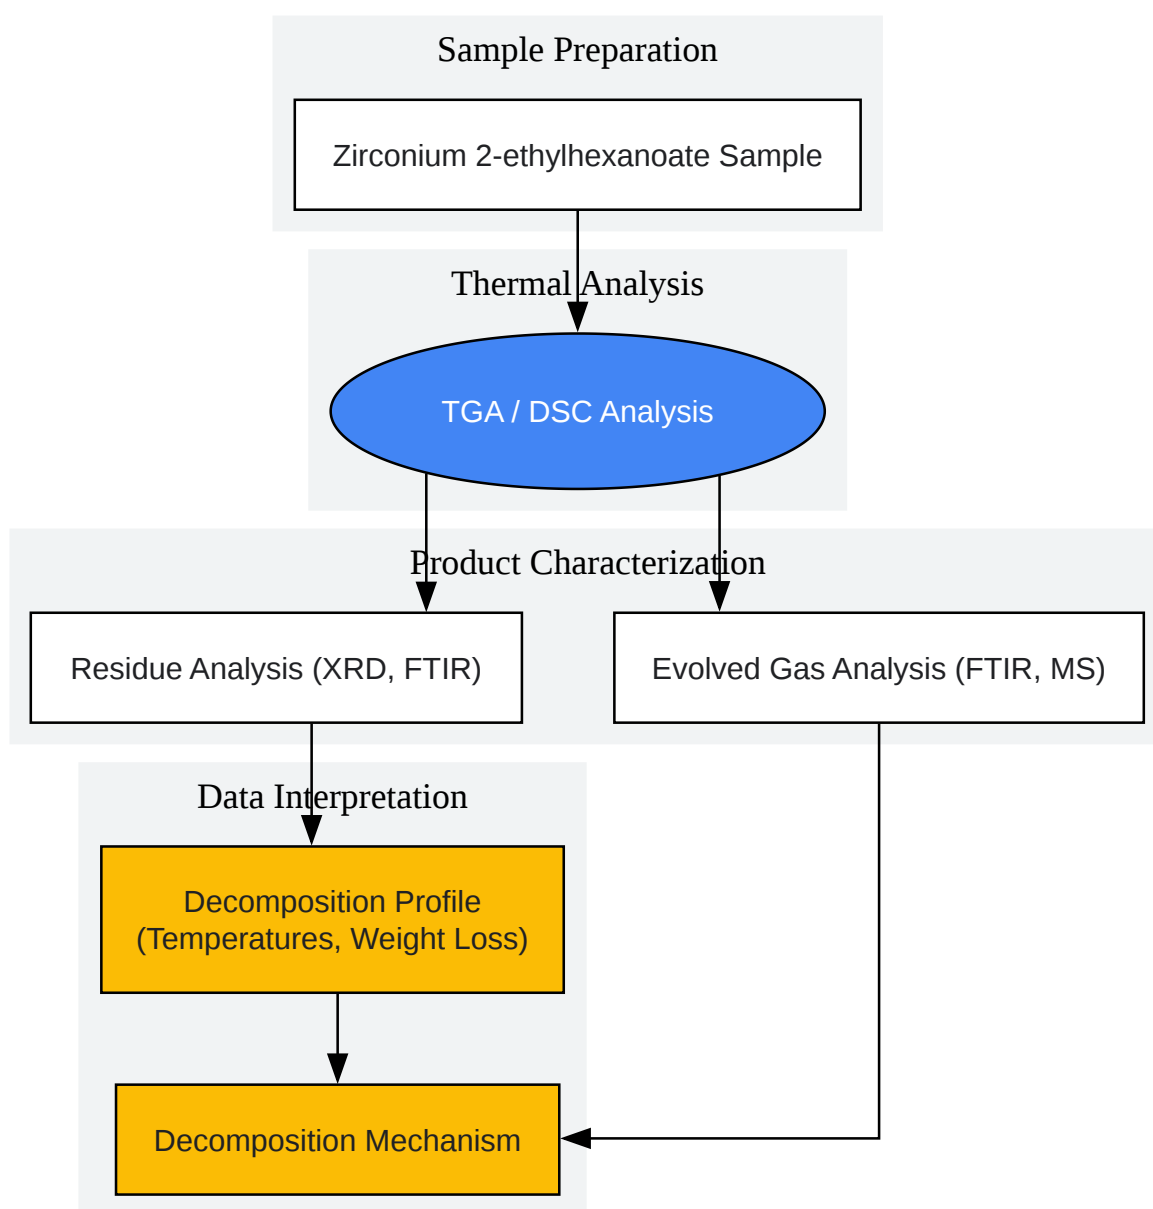 Sample Preparation
Zirconium 2-ethylhexanoate Sample
Thermal Analysis
TGA / DSC Analysis
Product Characterization
Residue Analysis (XRD, FTIR)
Evolved Gas Analysis (FTIR, MS)
Data Interpretation
Decomposition Profile
(Temperatures, Weight Loss)
Decomposition Mechanism